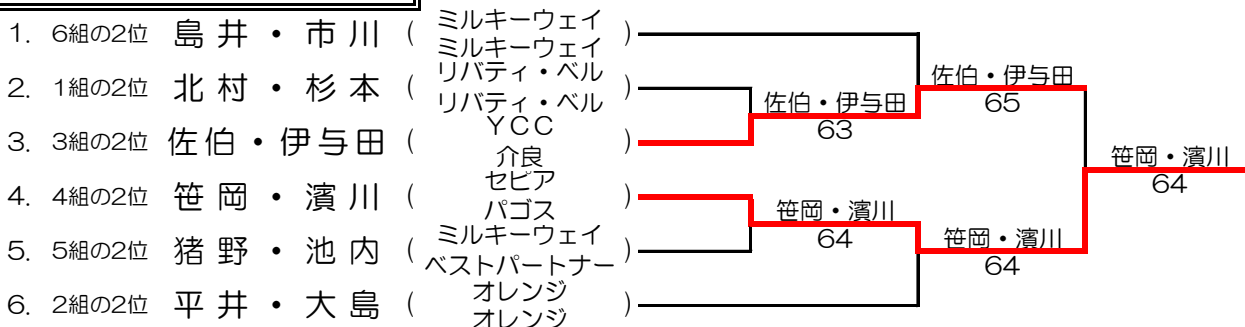 1. 6組の2位 島井・市川 ( ミルキーウェイ
ミルキーウェイ )
2. 1組の2位 北村・杉本 ( リバティ・ベル
リバティ・ベル )
3. 3組の2位 佐伯・伊与田 ( YCC
介良 )
4. 4組の2位 笹岡・濱川 ( セピア
パゴス )
5. 5組の2位 猪野・池内 ( ミルキーウェイ
ベストパートナー )
6. 2組の2位 平井・大島 ( オレンジ
オレンジ )
佐伯・伊与田
63
笹岡・濱川
64
佐伯・伊与田
65
笹岡・濱川
64
笹岡・濱川
64